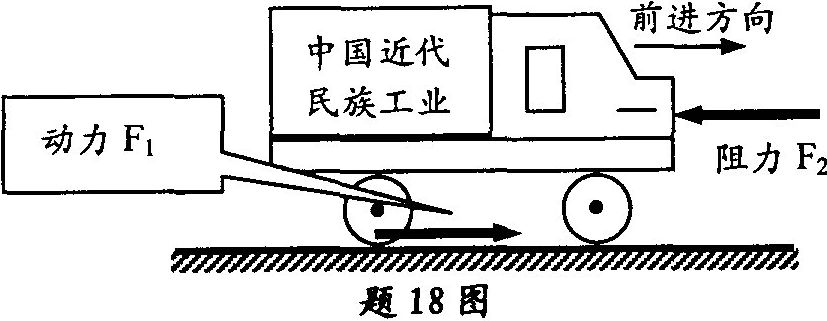 前进方向
中国近代
民族工业
动力 F₁
阻力 F₂
题 18 图